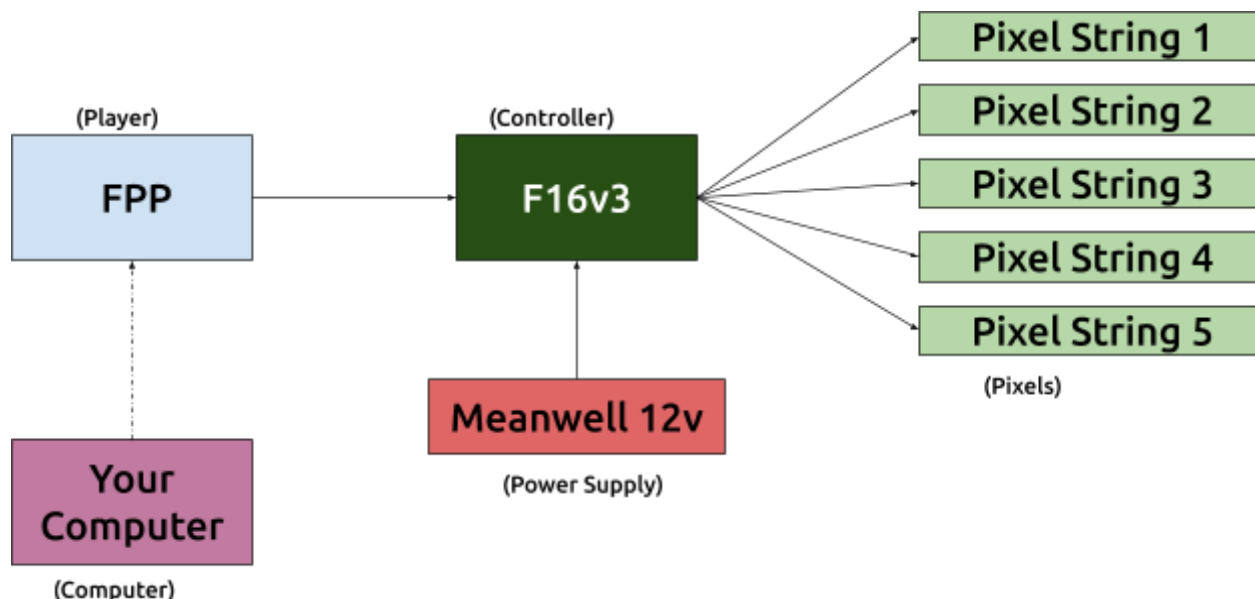 (Player)
FPP
(Controller)
F16v3
Pixel String 1
Pixel String 2
Pixel String 3
Pixel String 4
Pixel String 5
(Pixels)
Meanwell 12v
(Power Supply)
Your
Computer
(Computer)